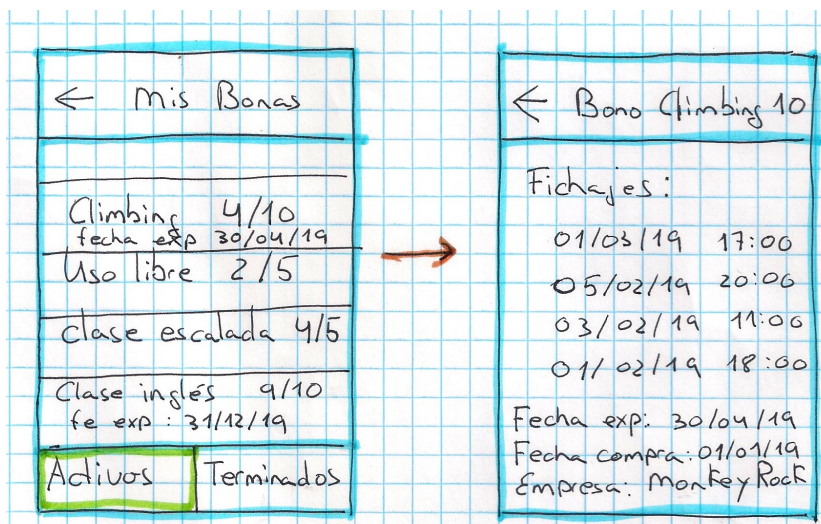 ← Mis Bonos
Climbing 4/10
fecha exp 30/04/19
Uso libre 2/5
clase escalada 4/5
Clase inglés 9/10
fe exp: 31/12/19
Activos Terminados
← Bono Climbing 10
Fichajes:
01/03/19 17:00
05/02/19 20:00
03/02/19 11:00
01/02/19 18:00
Fecha exp: 30/04/19
Fecha compra: 01/01/19
Empresa: Monkey Rock